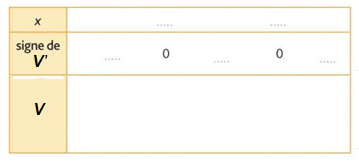 x ..... .....
signe de
V' ..... 0 ..... 0 .....
V